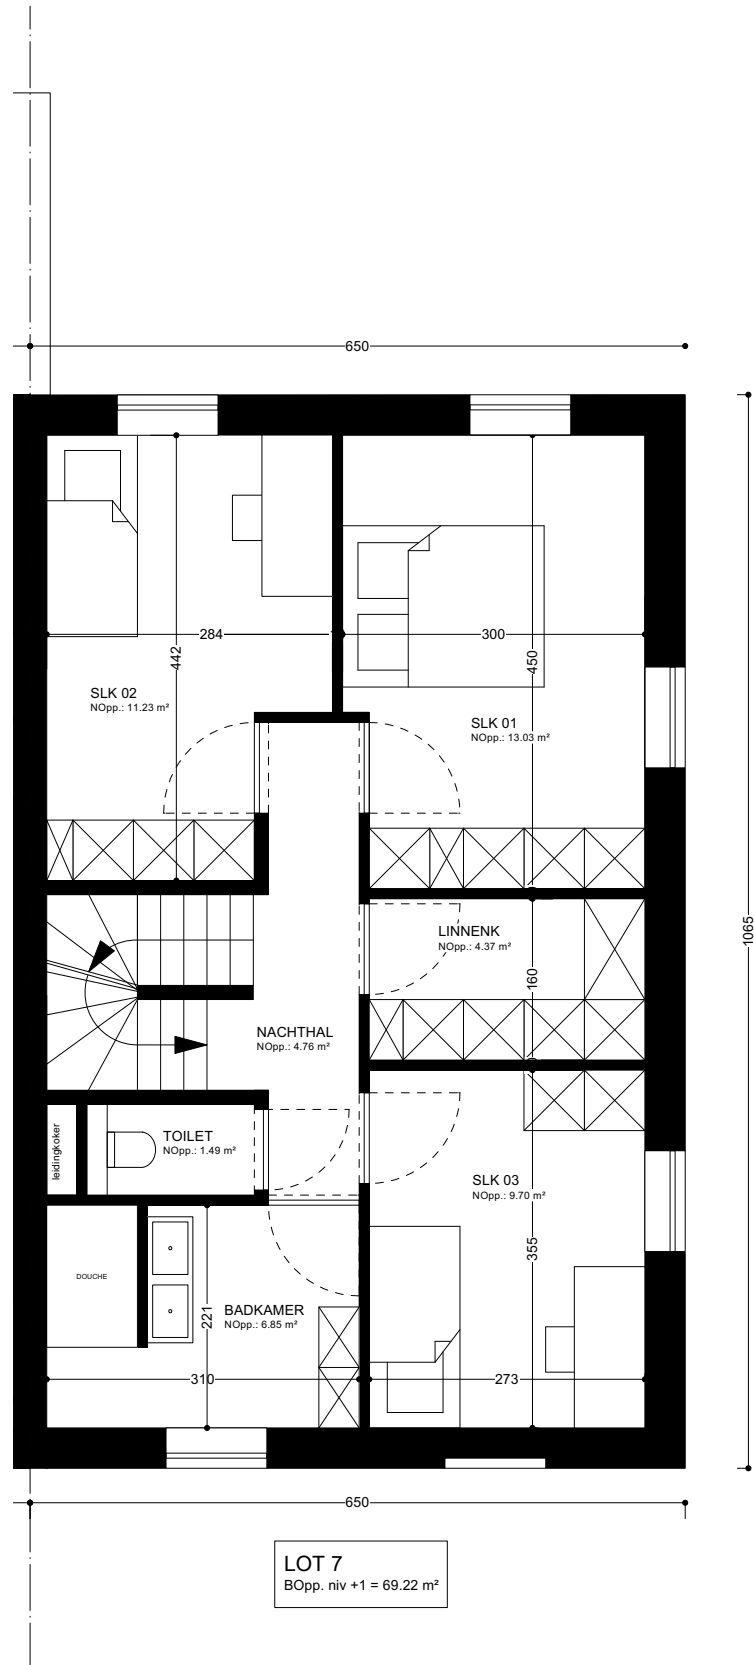 650
284
442
300
450
SLK 02
NOpp.: 11.23 m²
SLK 01
NOpp.: 13.03 m²
LINNENK
NOpp.: 4.37 m²
1065
160
NACHTHAL
NOpp.: 4.76 m²
leidingkoker
TOILET
NOpp.: 1.49 m²
SLK 03
NOpp.: 9.70 m²
355
DOUCHE
221
BADKAMER
NOpp.: 6.85 m²
310
273
650
LOT 7
BOpp. niv +1 = 69.22 m²